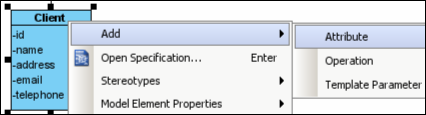 Client
-id
-name
-address
-email
-telephone
Add
Open Specification... Enter
Stereotypes
Model Element Properties
Attribute
Operation
Template Parameter